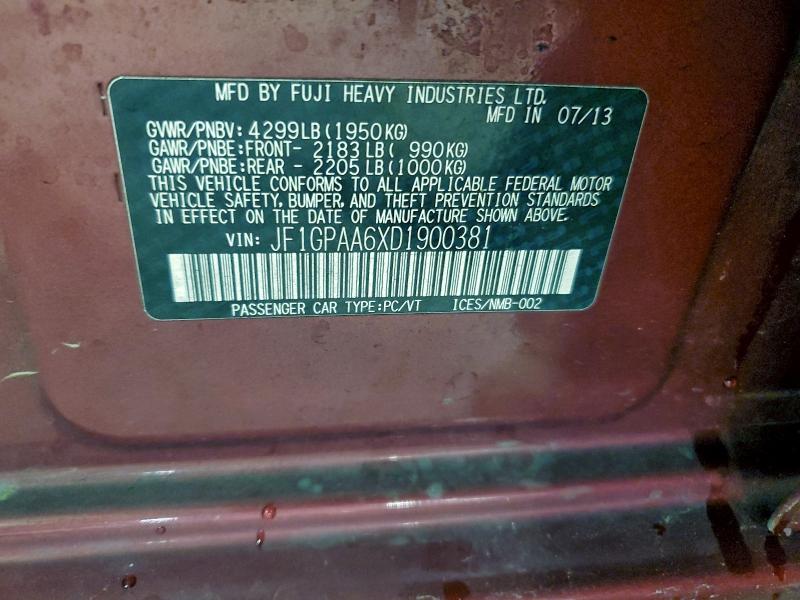 MFD BY FUJI HEAVY INDUSTRIES LTD.
MFD IN 07/13
GVWR/PNBV: 4299LB(1950KG)
GAWR/PNBE:FRONT- 2183LB( 990KG)
GAWR/PNBE:REAR - 2205LB(1000KG)
THIS VEHICLE CONFORMS TO ALL APPLICABLE FEDERAL MOTOR
VEHICLE SAFETY, BUMPER, AND THEFT PREVENTION STANDARDS
IN EFFECT ON THE DATE OF MANUFACTURE SHOWN ABOVE.
VIN: JF1GPAA6XD1900381
PASSENGER CAR TYPE:PC/VT ICES/NMB-002